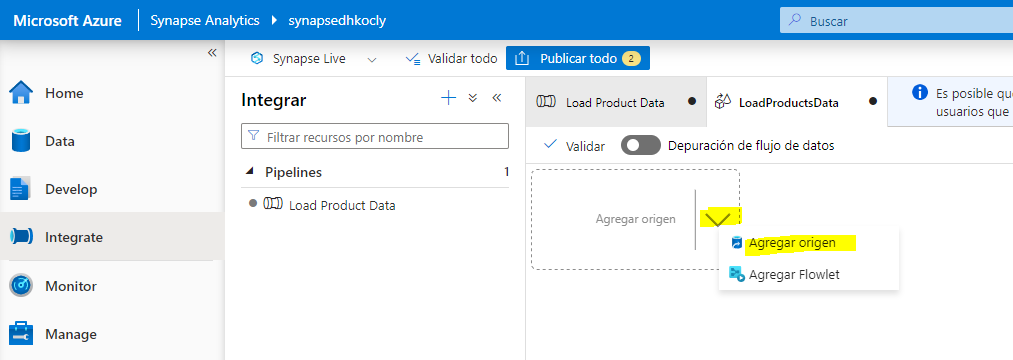 Microsoft Azure
Synapse Analytics
synapsedhkocly
Buscar
«
Synapse Live
Validar todo
Publicar todo 2
Home
Data
Develop
Integrate
Monitor
Manage
Integrar
Filtrar recursos por nombre
Pipelines 1
Load Product Data
Load Product Data
LoadProductsData
Es posible qu
usuarios que
Validar
Depuración de flujo de datos
Agregar origen
Agregar origen
Agregar Flowlet